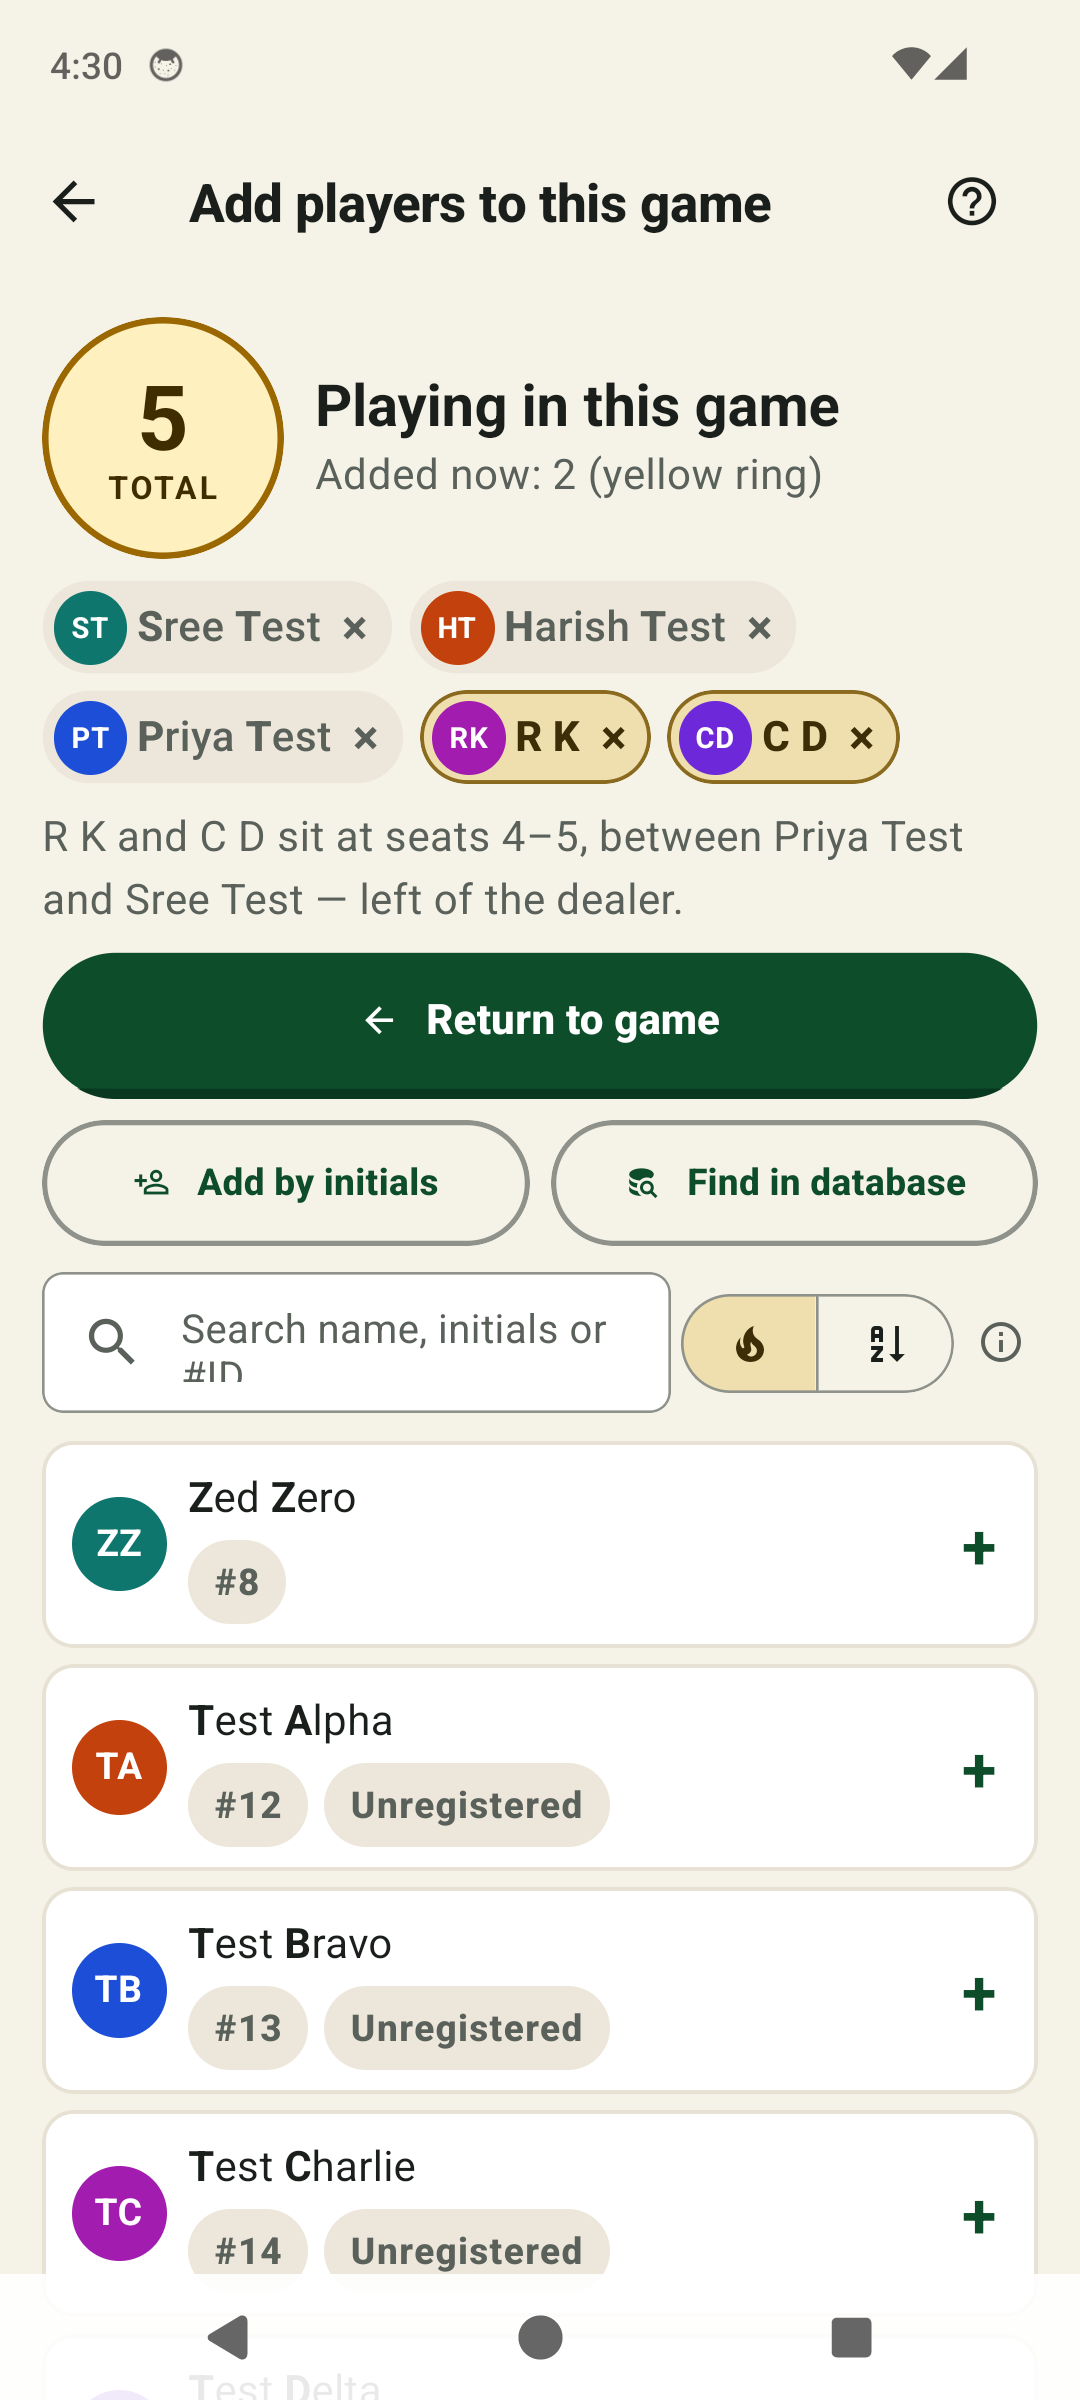 4:30
Add players to this game
5
TOTAL
Playing in this game
Added now: 2 (yellow ring)
ST Sree Test × HT Harish Test ×
PT Priya Test × RK R K × CD C D ×
R K and C D sit at seats 4–5, between Priya Test
and Sree Test — left of the dealer.
← Return to game
Add by initials Find in database
Search name, initials or
#ID
A
Z
ZZ Zed Zero
#8
+
TA Test Alpha
#12 Unregistered
+
TB Test Bravo
#13 Unregistered
+
TC Test Charlie
#14 Unregistered
+
Test Delta